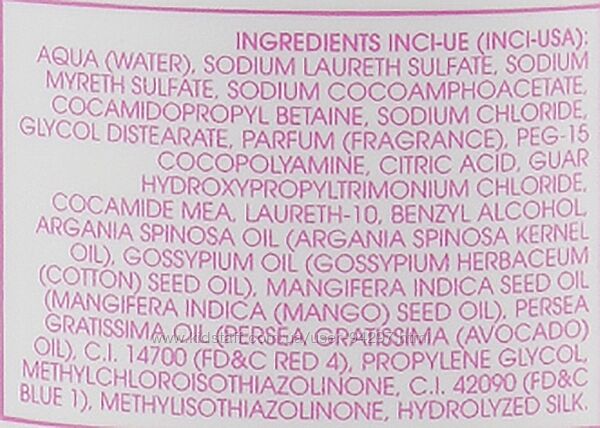 INGREDIENTS INCI-UE (INCI-USA):
AQUA (WATER), SODIUM LAURETH SULFATE, SODIUM
MYRETH SULFATE, SODIUM COCOAMPHOACETATE,
COCAMIDOPROPYL BETAINE, SODIUM CHLORIDE,
GLYCOL DISTEARATE, PARFUM (FRAGRANCE), PEG-15
COCOPOLYAMINE, CITRIC ACID, GUAR
HYDROXYPROPYLTRIMONIUM CHLORIDE,
COCAMIDE MEA, LAURETH-10, BENZYL ALCOHOL,
ARGANIA SPINOSA OIL (ARGANIA SPINOSA KERNEL
OIL), GOSSYPIUM OIL (GOSSYPIUM HERBACEUM
(COTTON) SEED OIL), MANGIFERA INDICA SEED OIL
(MANGIFERA INDICA (MANGO) SEED OIL), PERSEA
GRATISSIMA OIL (PERSEA GRATISSIMA (AVOCADO)
OIL), C.I. 14700 (FD&C RED 4), PROPYLENE GLYCOL,
METHYLCHLOROISOTHIAZOLINONE, C.I. 42090 (FD&C
BLUE 1), METHYLISOTHIAZOLINONE, HYDROLYZED SILK.